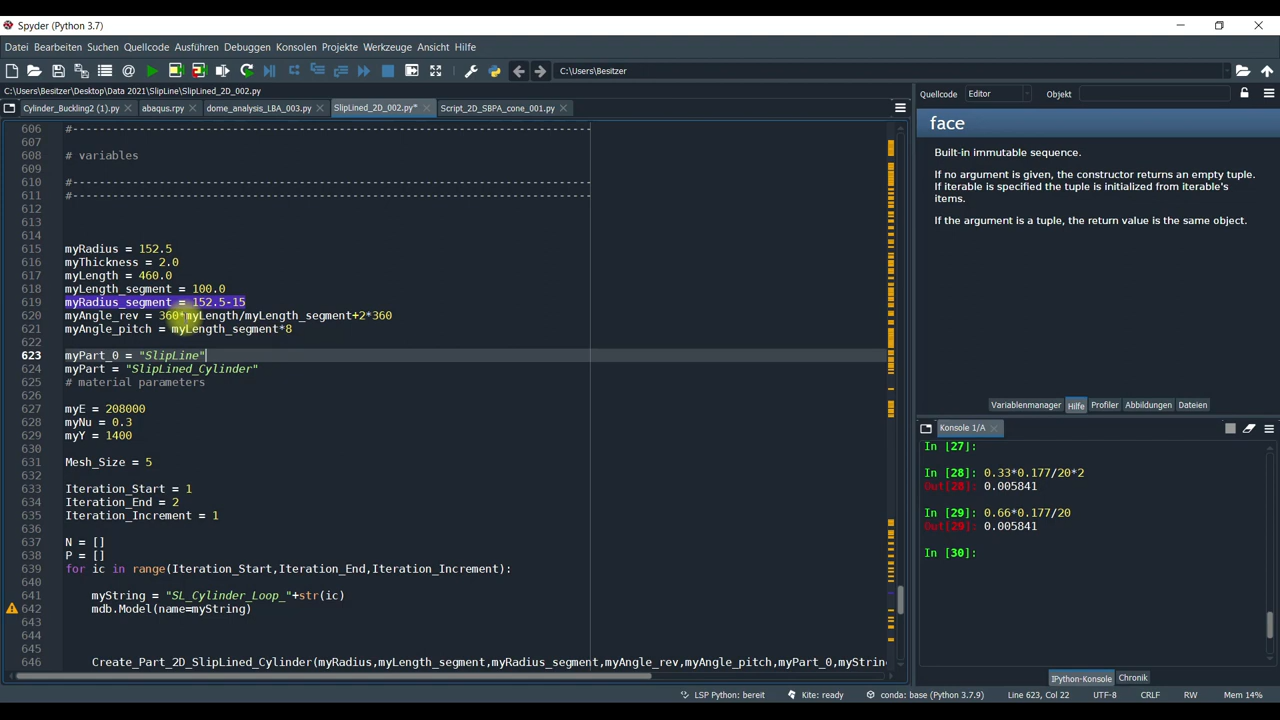 Spyder (Python 3.7)
Datei Bearbeiten Suchen Quellcode Ausführen Debuggen Konsolen Projekte Werkzeuge Ansicht Hilfe
C:\Users\Besitzer
C:\Users\Besitzer\Desktop\Data 2021\SlipLine\SlipLined_2D_002.py
Cylinder_Buckling2 (1).py abaqus.rpy dome_analysis_LBA_003.py SlipLined_2D_002.py* Script_2D_SBPA_cone_001.py
606 #------------------------------------------------------------------------------
607
608 # variables
609
610 #------------------------------------------------------------------------------
611 #------------------------------------------------------------------------------
612
613
614
615 myRadius = 152.5
616 myThickness = 2.0
617 myLength = 460.0
618 myLength_segment = 100.0
619 myRadius_segment = 152.5-15
620 myAngle_rev = 360*myLength/myLength_segment+2*360
621 myAngle_pitch = myLength_segment*8
622
623 myPart_0 = "SlipLine"
624 myPart = "SlipLined_Cylinder"
625 # material parameters
626
627 myE = 208000
628 myNu = 0.3
629 myY = 1400
630
631 Mesh_Size = 5
632
633 Iteration_Start = 1
634 Iteration_End = 2
635 Iteration_Increment = 1
636
637 N = []
638 P = []
639 for ic in range(Iteration_Start,Iteration_End,Iteration_Increment):
640
641 myString = "SL_Cylinder_Loop_"+str(ic)
642 mdb.Model(name=myString)
643
644
645
646 Create_Part_2D_SlipLined_Cylinder(myRadius,myLength_segment,myRadius_segment,myAngle_rev,myAngle_pitch,myPart_0,myStrin
Quellcode Editor Objekt
face
Built-in immutable sequence.
If no argument is given, the constructor returns an empty tuple.
If iterable is specified the tuple is initialized from iterable's
items.
If the argument is a tuple, the return value is the same object.
Variablenmanager Hilfe Profiler Abbildungen Dateien
Konsole 1/A
In [27]:
In [28]: 0.33*0.177/20*2
Out[28]: 0.005841
In [29]: 0.66*0.177/20
Out[29]: 0.005841
In [30]:
IPython-Konsole Chronik
LSP Python: bereit Kite: ready conda: base (Python 3.7.9) Line 623, Col 22 UTF-8 CRLF RW Mem 14%